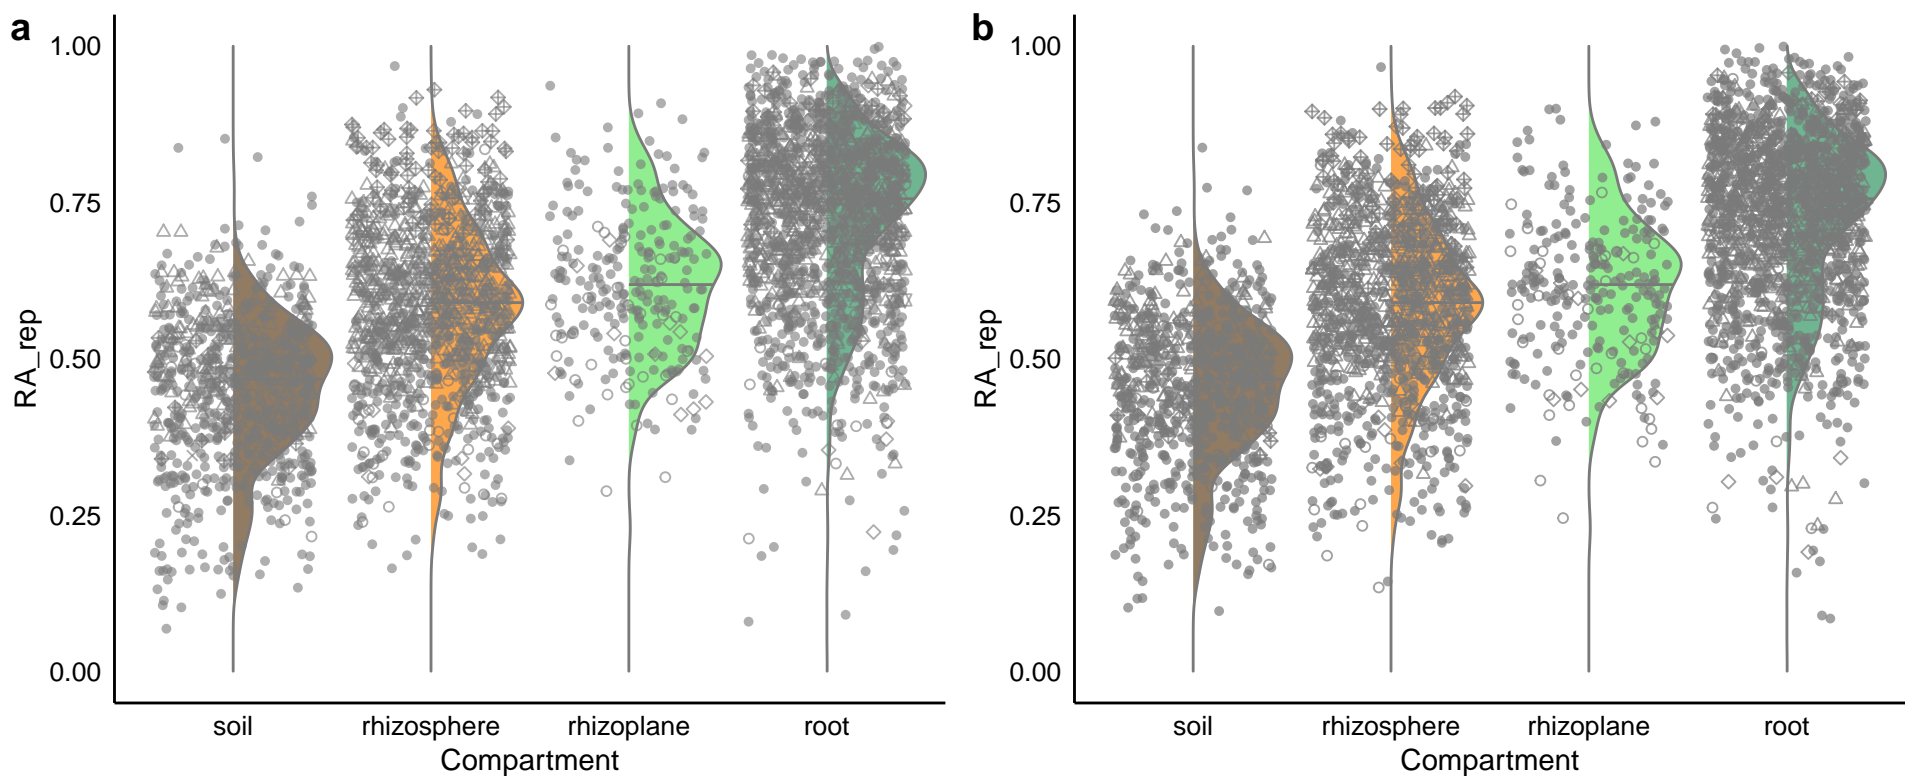 a
RA_rep
1.00
0.75
0.50
0.25
0.00
soil rhizosphere rhizoplane root
Compartment
b
RA_rep
1.00
0.75
0.50
0.25
0.00
soil rhizosphere rhizoplane root
Compartment